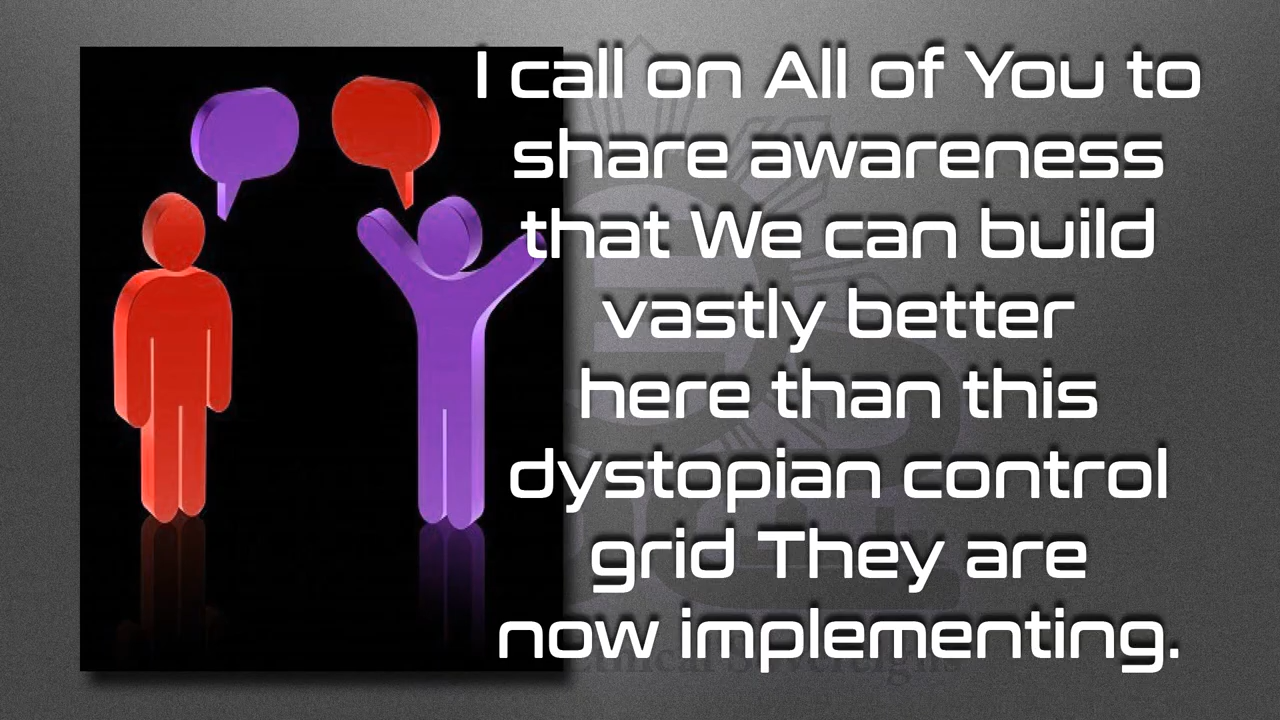 I call on All of You to
share awareness
that We can build
vastly better
here than this
dystopian control
grid They are
now implementing.